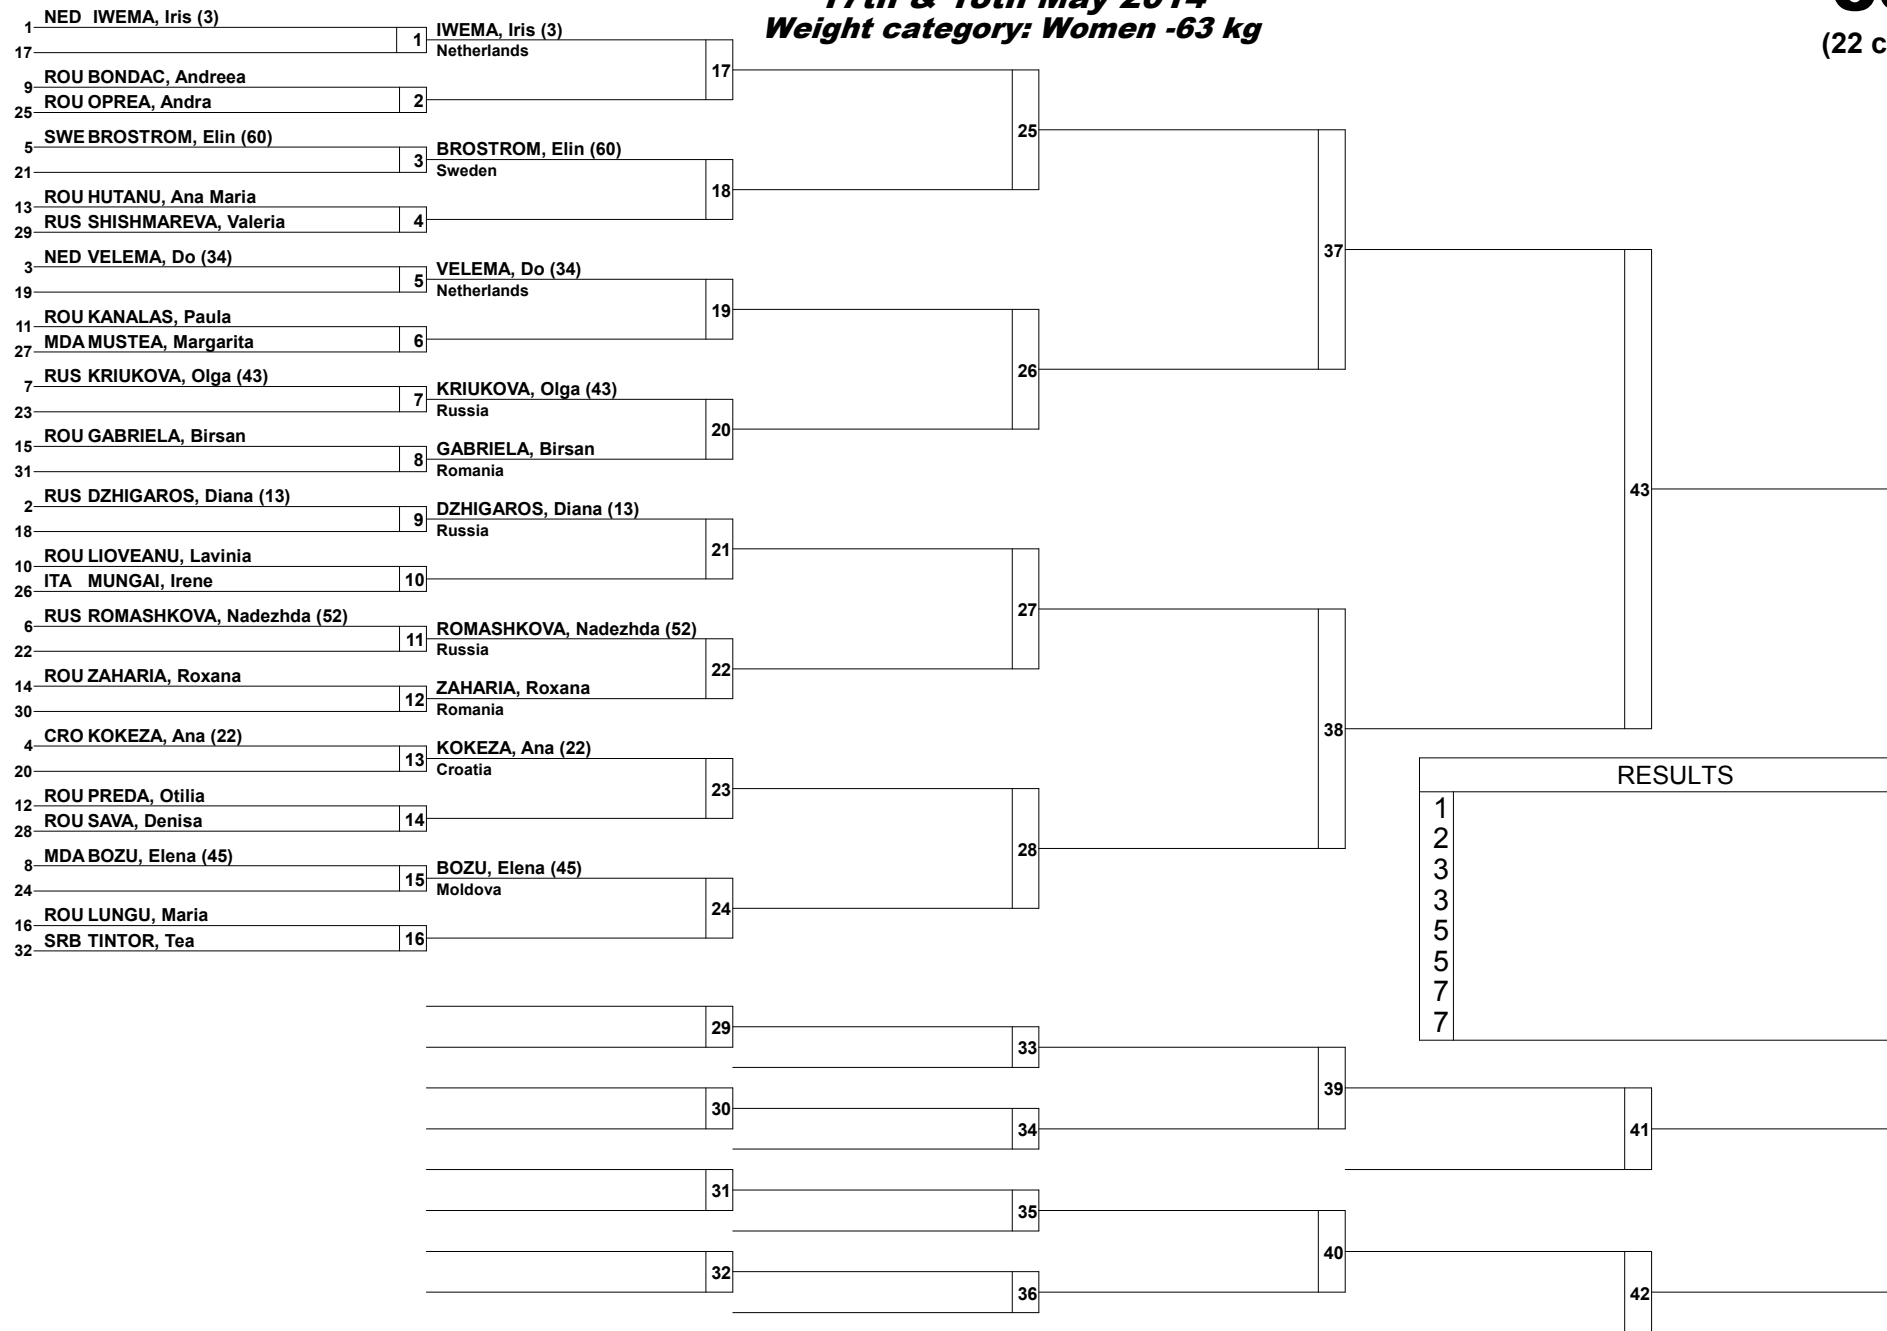 17th & 18th May 2014
Weight category: Women -63 kg
(22 c
1 NED IWEMA, Iris (3)
17
1 IWEMA, Iris (3)
Netherlands
9 ROU BONDAC, Andreea
25 ROU OPREA, Andra
2
17
5 SWE BROSTROM, Elin (60)
21
3 BROSTROM, Elin (60)
Sweden
13 ROU HUTANU, Ana Maria
29 RUS SHISHMAREVA, Valeria
4
18
25
3 NED VELEMA, Do (34)
19
5 VELEMA, Do (34)
Netherlands
11 ROU KANALAS, Paula
27 MDA MUSTEA, Margarita
6
19
7 RUS KRIUKOVA, Olga (43)
23
7 KRIUKOVA, Olga (43)
Russia
15 ROU GABRIELA, Birsan
31
8 GABRIELA, Birsan
Romania
20
26
37
2 RUS DZHIGAROS, Diana (13)
18
9 DZHIGAROS, Diana (13)
Russia
10 ROU LIOVEANU, Lavinia
26 ITA MUNGAI, Irene
10
21
6 RUS ROMASHKOVA, Nadezhda (52)
22
11 ROMASHKOVA, Nadezhda (52)
Russia
14 ROU ZAHARIA, Roxana
30
12 ZAHARIA, Roxana
Romania
22
27
4 CRO KOKEZA, Ana (22)
20
13 KOKEZA, Ana (22)
Croatia
12 ROU PREDA, Otilia
28 ROU SAVA, Denisa
14
23
8 MDA BOZU, Elena (45)
24
15 BOZU, Elena (45)
Moldova
16 ROU LUNGU, Maria
32 SRB TINTOR, Tea
16
24
28
38
43
RESULTS
1
2
3
3
5
5
7
7
29
33
30
34
39
41
31
35
32
36
40
42